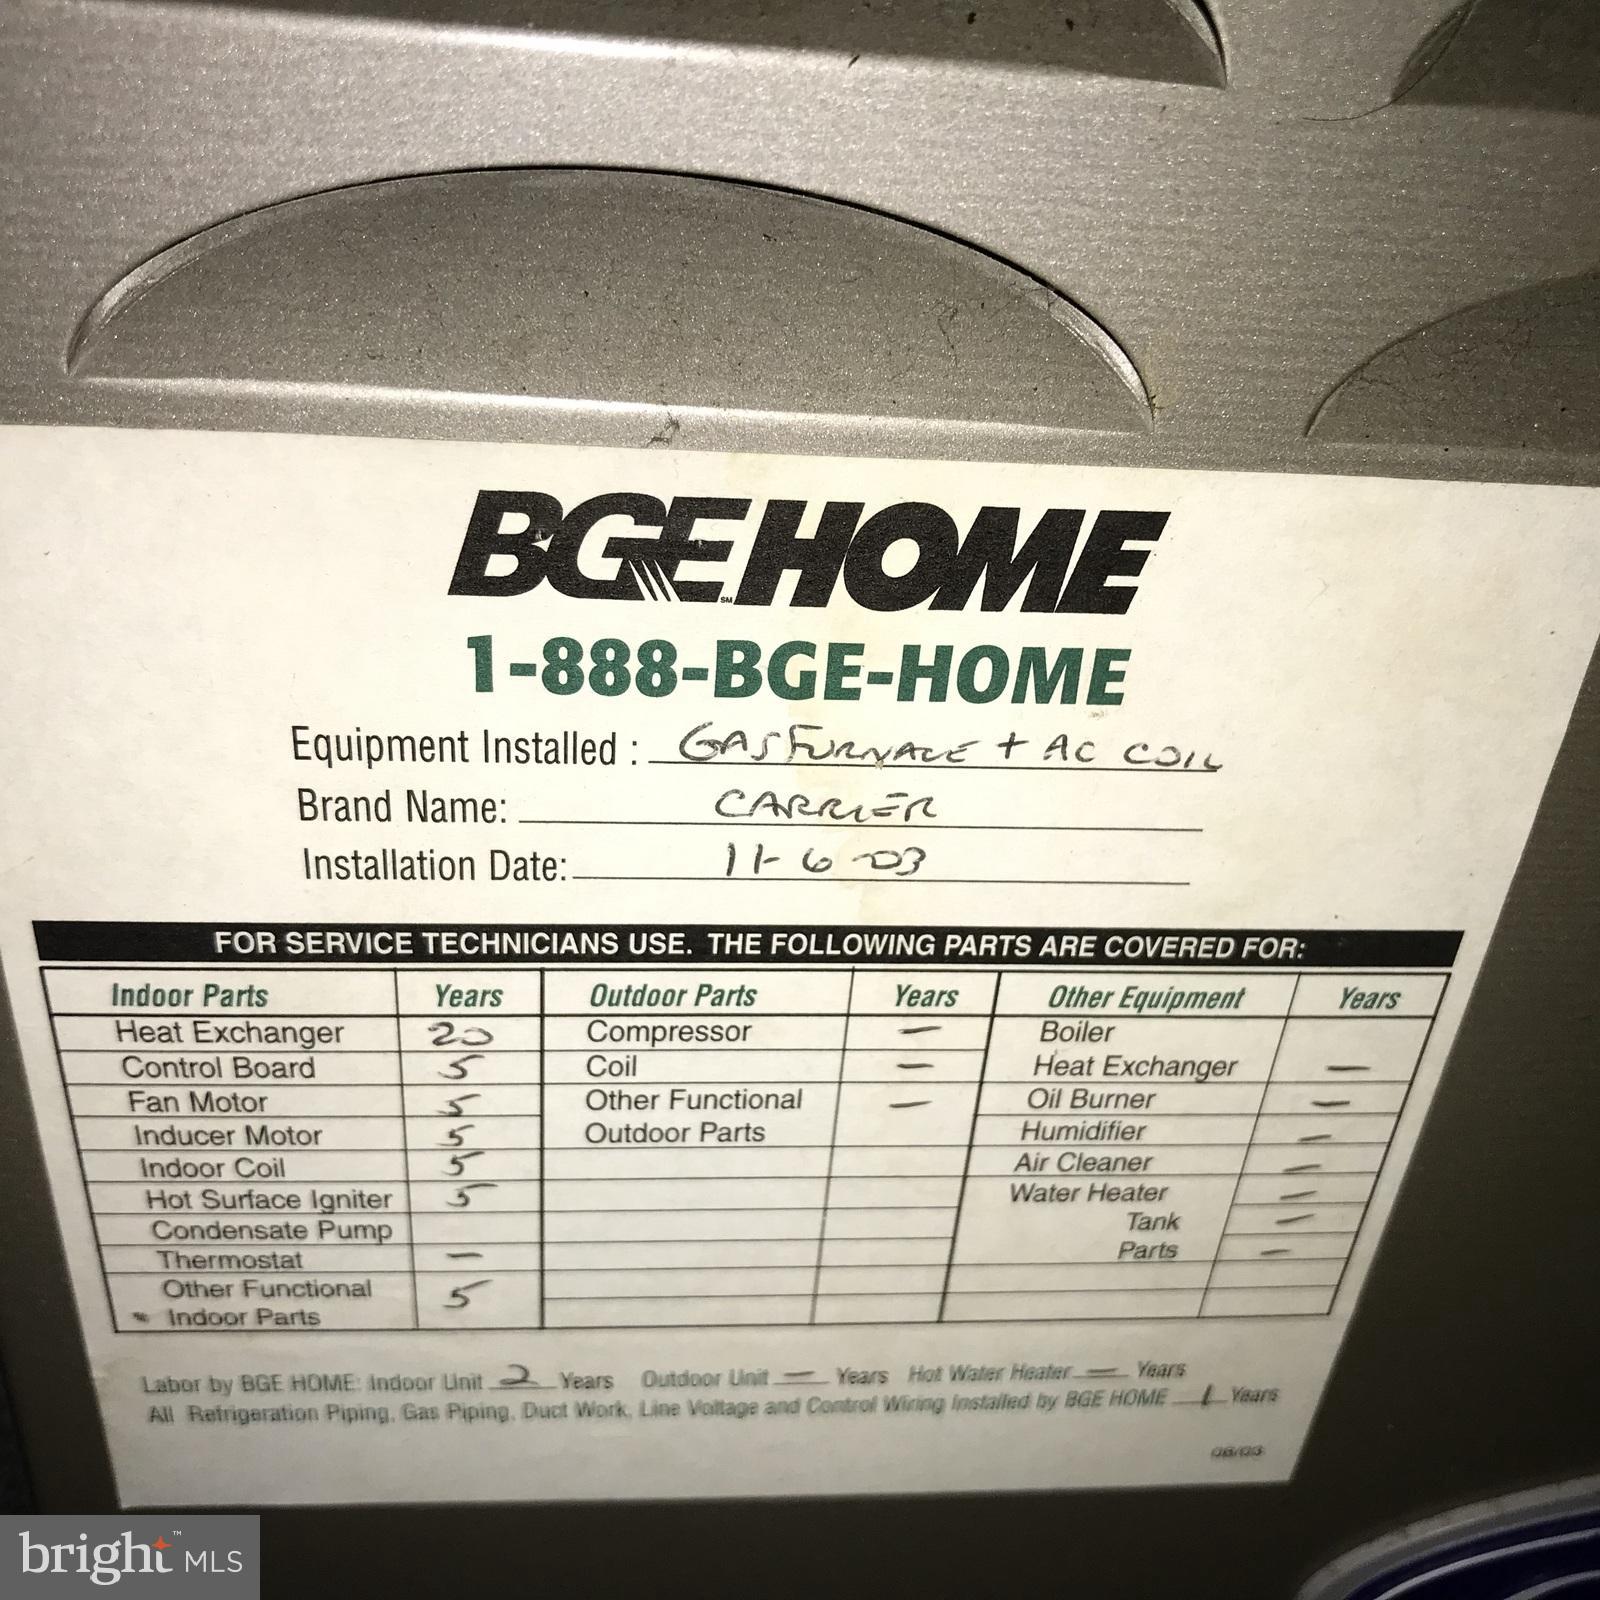 BGE HOME SM
1-888-BGE-HOME
Equipment Installed : GAS FURNACE + AC COIL
Brand Name: CARRIER
Installation Date: 11-6-03
FOR SERVICE TECHNICIANS USE. THE FOLLOWING PARTS ARE COVERED FOR:
Indoor Parts Years Outdoor Parts Years Other Equipment Years
Heat Exchanger 20 Compressor — Boiler
Control Board 5 Coil — Heat Exchanger —
Fan Motor 5 Other Functional — Oil Burner —
Inducer Motor 5 Outdoor Parts Humidifier —
Indoor Coil 5 Air Cleaner —
Hot Surface Igniter 5 Water Heater —
Condensate Pump Tank —
Thermostat — Parts —
Other Functional 5
Indoor Parts
Labor by BGE HOME: Indoor Unit 2 Years Outdoor Unit — Years Hot Water Heater — Years
All Refrigeration Piping, Gas Piping, Duct Work, Line Voltage and Control Wiring Installed by BGE HOME 1 Years
08/03
bright™ MLS